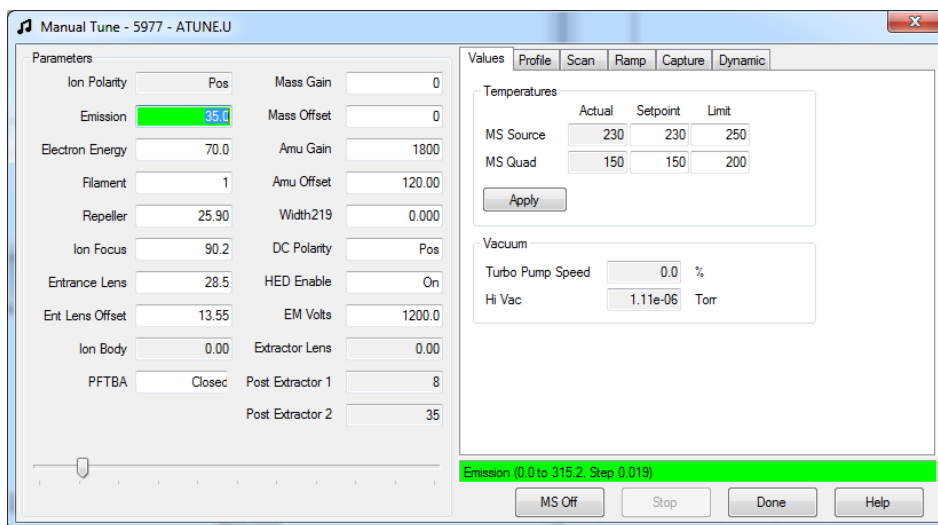 Manual Tune - 5977 - ATUNE.U
x
Parameters
Ion Polarity Pos
Emission 35.0
Electron Energy 70.0
Filament 1
Repeller 25.90
Ion Focus 90.2
Entrance Lens 28.5
Ent Lens Offset 13.55
Ion Body 0.00
PFTBA Closed
Mass Gain 0
Mass Offset 0
Amu Gain 1800
Amu Offset 120.00
Width219 0.000
DC Polarity Pos
HED Enable On
EM Volts 1200.0
Extractor Lens 0.00
Post Extractor 1 8
Post Extractor 2 35
Values Profile Scan Ramp Capture Dynamic
Temperatures
Actual Setpoint Limit
MS Source 230 230 250
MS Quad 150 150 200
Apply
Vacuum
Turbo Pump Speed 0.0 %
Hi Vac 1.11e-06 Torr
Emission (0.0 to 315.2, Step 0.019)
MS Off Stop Done Help